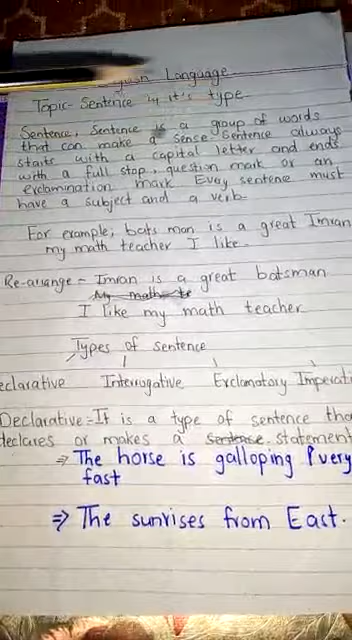 Language
Topic- Sentence & it's type
Sentence: Sentence is a group of words
that can make a sense. Sentence always
starts with a capital letter and ends
with a full stop, question mark or an
exclamination mark Every sentence must
have a subject and a verb-
For example, bats man is a great Imran
my math teacher I like.
Re-arrange = Imran is a great batsman
My math te
I like my math teacher
Types of sentence
eclarative Interrogative Exclamatory Imperati
Declarative = It is a type of sentence tha
declares or makes a sentense. statement
⇒ The horse is galloping very
fast
⇒ The sunrises from East.